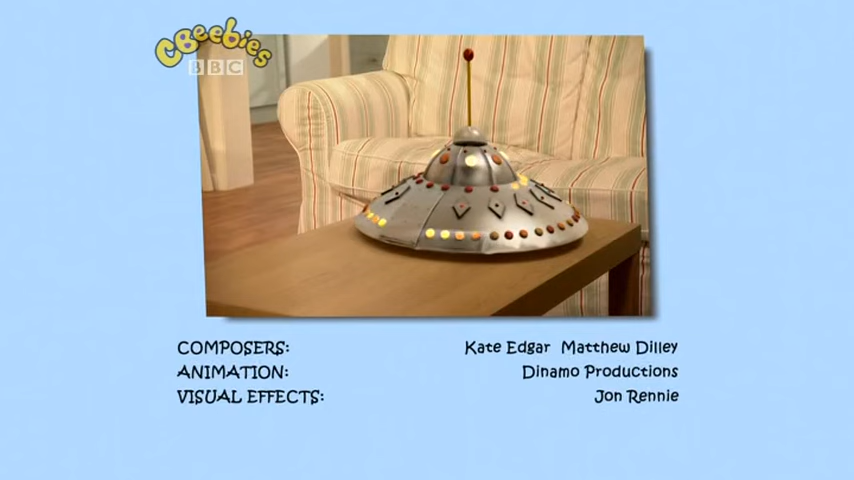 CBeebies
BBC
COMPOSERS: Kate Edgar Matthew Dilley
ANIMATION: Dinamo Productions
VISUAL EFFECTS: Jon Rennie